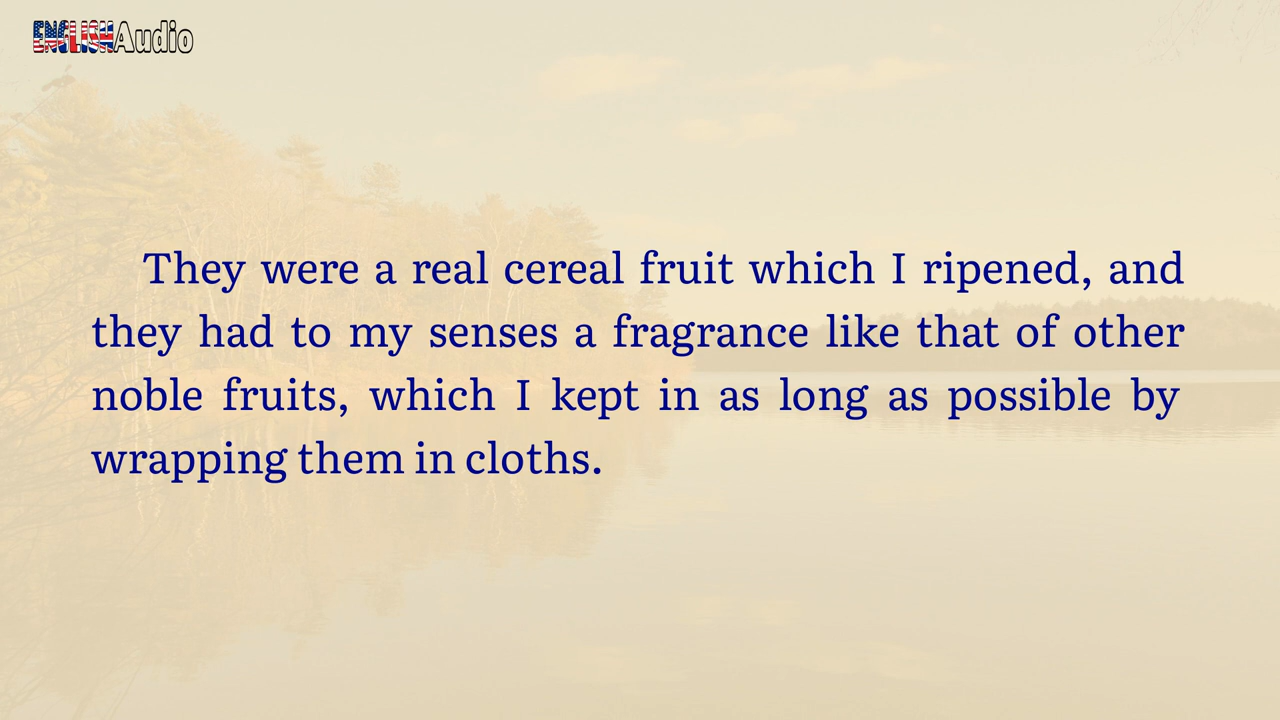 ENGLISHAudio
They were a real cereal fruit which I ripened, and
they had to my senses a fragrance like that of other
noble fruits, which I kept in as long as possible by
wrapping them in cloths.